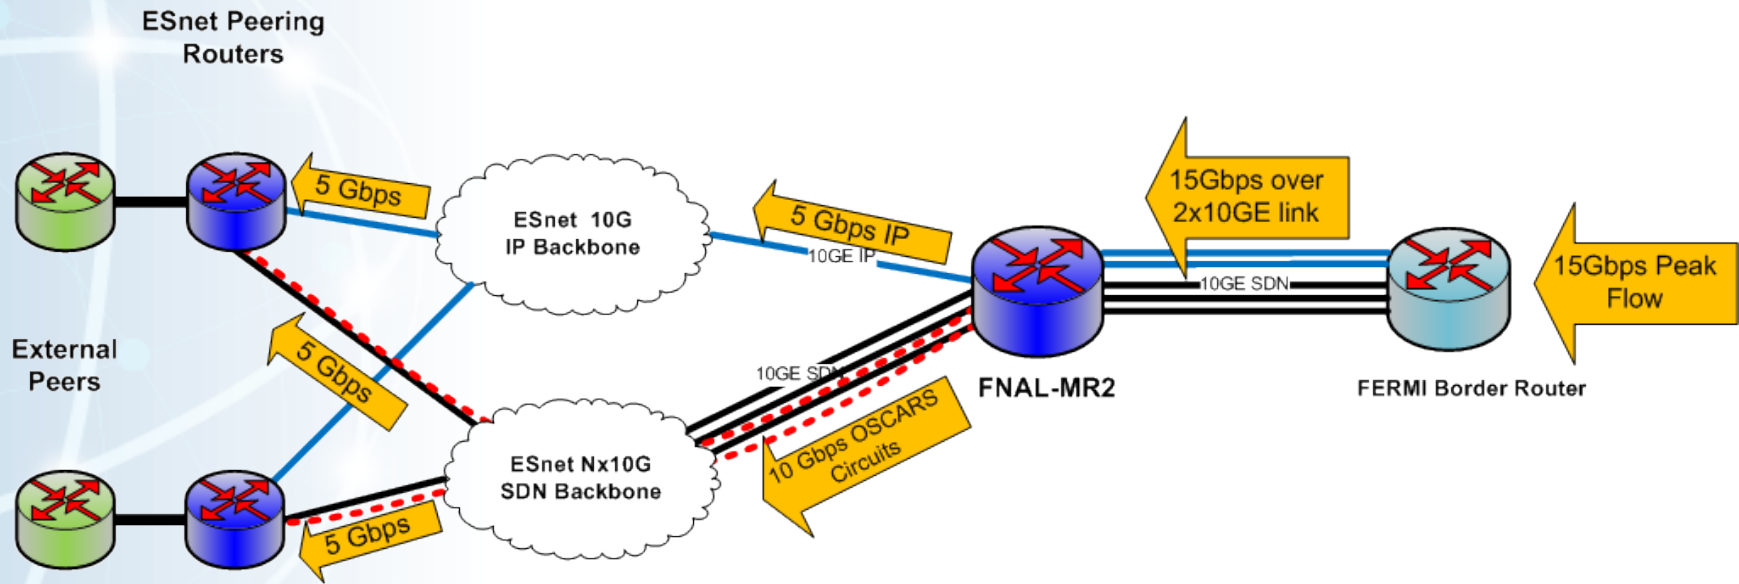 ESnet Peering
Routers
5 Gbps
ESnet 10G
IP Backbone
5 Gbps IP
10GE IP
15Gbps over
2x10GE link
10GE SDN
15Gbps Peak
Flow
External
Peers
5 Gbps
10GE SDN
FNAL-MR2
FERMI Border Router
10 Gbps OSCARS
Circuits
ESnet Nx10G
SDN Backbone
5 Gbps